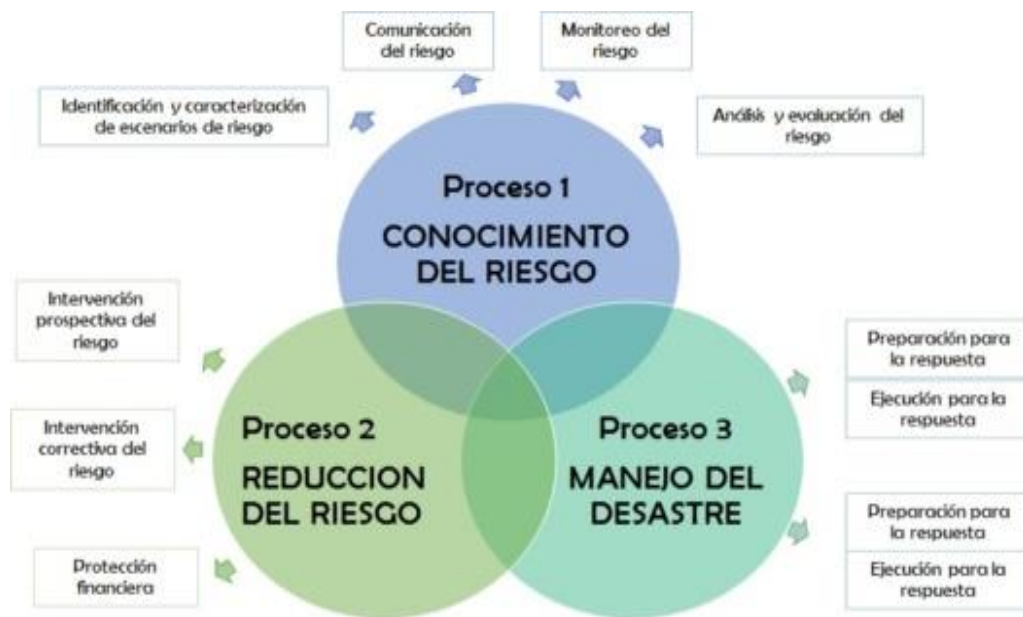 Comunicación
del riesgo
Monitoreo del
riesgo
Identificación y caracterización
de escenarios de riesgo
Análisis y evaluación del
riesgo
Proceso 1
CONOCIMIENTO
DEL RIESGO
Intervención
prospectiva del
riesgo
Intervención
correctiva del
riesgo
Protección
financiera
Proceso 2
REDUCCION
DEL RIESGO
Proceso 3
MANEJO DEL
DESASTRE
Preparación para
la respuesta
Ejecución para la
respuesta
Preparación para
la respuesta
Ejecución para la
respuesta